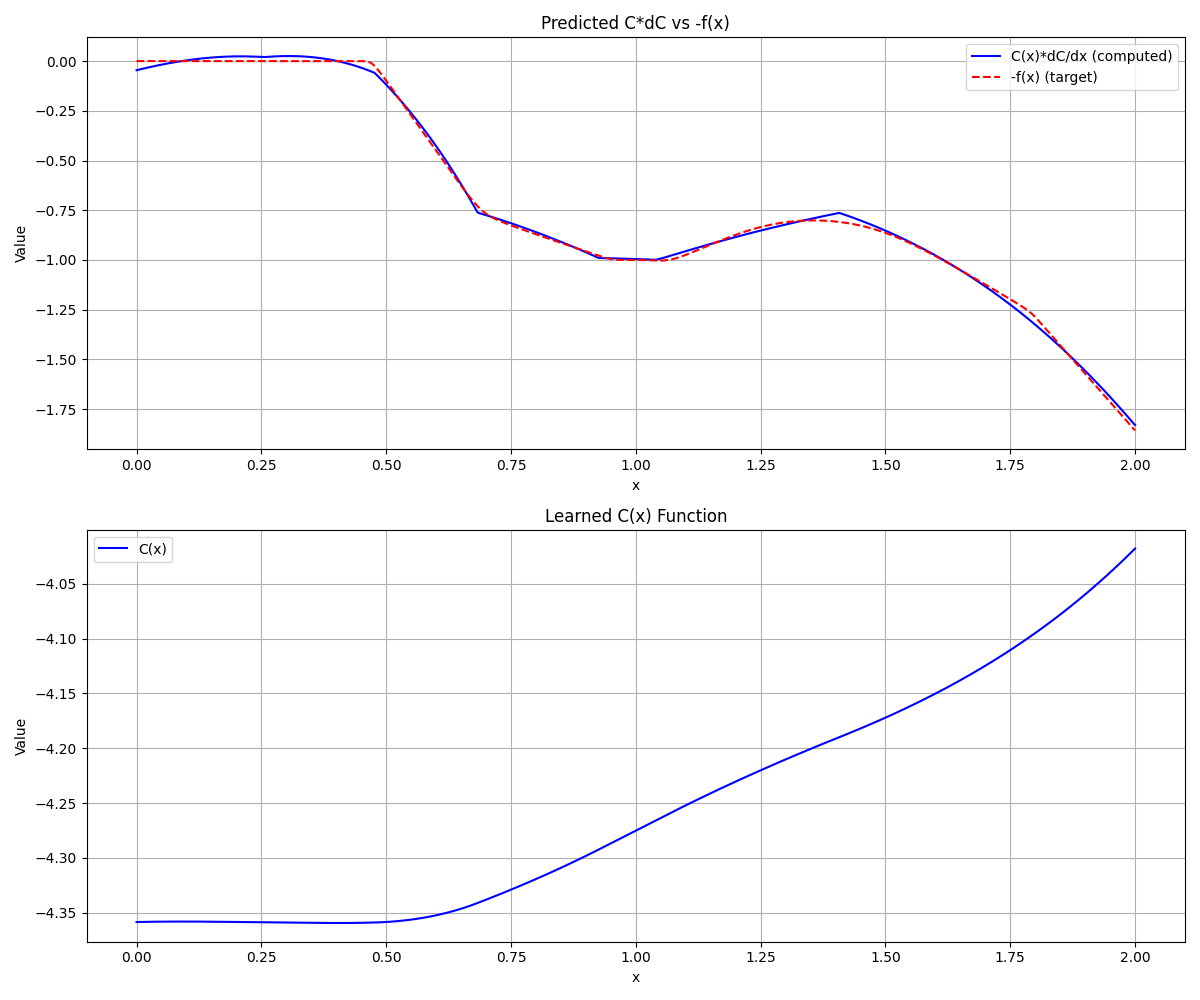 Predicted C*dC vs -f(x)
C(x)*dC/dx (computed)
-f(x) (target)
0.00
−0.25
−0.50
−0.75
−1.00
−1.25
−1.50
−1.75
Value
0.00 0.25 0.50 0.75 1.00 1.25 1.50 1.75 2.00
x
Learned C(x) Function
C(x)
−4.05
−4.10
−4.15
−4.20
−4.25
−4.30
−4.35
Value
0.00 0.25 0.50 0.75 1.00 1.25 1.50 1.75 2.00
x